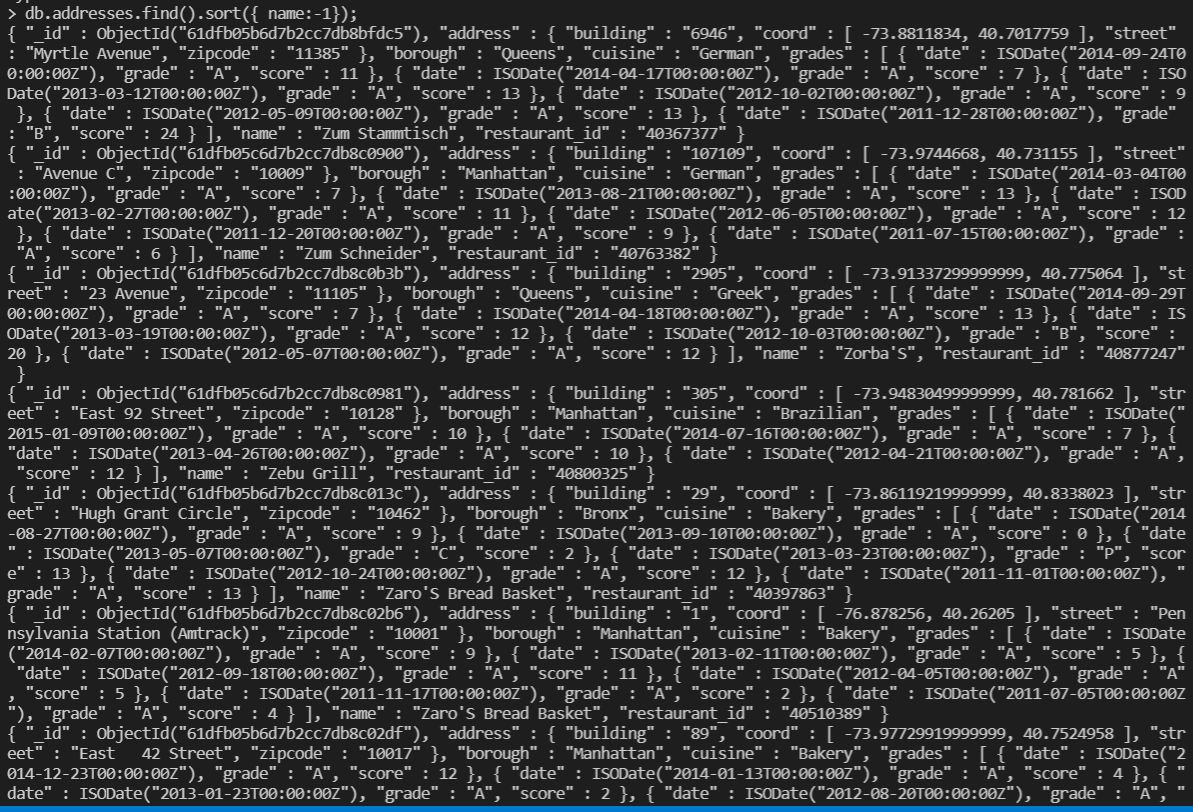 > db.addresses.find().sort({ name:-1});
{ "_id" : ObjectId("61dfb05b6d7b2cc7db8bfdc5"), "address" : { "building" : "6946", "coord" : [ -73.8811834, 40.7017759 ], "street"
: "Myrtle Avenue", "zipcode" : "11385" }, "borough" : "Queens", "cuisine" : "German", "grades" : [ { "date" : ISODate("2014-09-24T0
0:00:00Z"), "grade" : "A", "score" : 11 }, { "date" : ISODate("2014-04-17T00:00:00Z"), "grade" : "A", "score" : 7 }, { "date" : ISO
Date("2013-03-12T00:00:00Z"), "grade" : "A", "score" : 13 }, { "date" : ISODate("2012-10-02T00:00:00Z"), "grade" : "A", "score" : 9
}, { "date" : ISODate("2012-05-09T00:00:00Z"), "grade" : "A", "score" : 13 }, { "date" : ISODate("2011-12-28T00:00:00Z"), "grade"
: "B", "score" : 24 } ], "name" : "Zum Stammtisch", "restaurant_id" : "40367377" }
{ "_id" : ObjectId("61dfb05c6d7b2cc7db8c0900"), "address" : { "building" : "107109", "coord" : [ -73.9744668, 40.731155 ], "street"
: "Avenue C", "zipcode" : "10009" }, "borough" : "Manhattan", "cuisine" : "German", "grades" : [ { "date" : ISODate("2014-03-04T00
:00:00Z"), "grade" : "A", "score" : 7 }, { "date" : ISODate("2013-08-21T00:00:00Z"), "grade" : "A", "score" : 13 }, { "date" : ISOD
ate("2013-02-27T00:00:00Z"), "grade" : "A", "score" : 11 }, { "date" : ISODate("2012-06-05T00:00:00Z"), "grade" : "A", "score" : 12
}, { "date" : ISODate("2011-12-20T00:00:00Z"), "grade" : "A", "score" : 9 }, { "date" : ISODate("2011-07-15T00:00:00Z"), "grade" :
"A", "score" : 6 } ], "name" : "Zum Schneider", "restaurant_id" : "40763382" }
{ "_id" : ObjectId("61dfb05c6d7b2cc7db8c0b3b"), "address" : { "building" : "2905", "coord" : [ -73.91337299999999, 40.775064 ], "st
reet" : "23 Avenue", "zipcode" : "11105" }, "borough" : "Queens", "cuisine" : "Greek", "grades" : [ { "date" : ISODate("2014-09-29T
00:00:00Z"), "grade" : "A", "score" : 7 }, { "date" : ISODate("2014-04-18T00:00:00Z"), "grade" : "A", "score" : 13 }, { "date" : IS
ODate("2013-03-19T00:00:00Z"), "grade" : "A", "score" : 12 }, { "date" : ISODate("2012-10-03T00:00:00Z"), "grade" : "B", "score" :
20 }, { "date" : ISODate("2012-05-07T00:00:00Z"), "grade" : "A", "score" : 12 } ], "name" : "Zorba'S", "restaurant_id" : "40877247"
}
{ "_id" : ObjectId("61dfb05c6d7b2cc7db8c0981"), "address" : { "building" : "305", "coord" : [ -73.94830499999999, 40.781662 ], "str
eet" : "East 92 Street", "zipcode" : "10128" }, "borough" : "Manhattan", "cuisine" : "Brazilian", "grades" : [ { "date" : ISODate("
2015-01-09T00:00:00Z"), "grade" : "A", "score" : 10 }, { "date" : ISODate("2014-07-16T00:00:00Z"), "grade" : "A", "score" : 7 }, {
"date" : ISODate("2013-04-26T00:00:00Z"), "grade" : "A", "score" : 10 }, { "date" : ISODate("2012-04-21T00:00:00Z"), "grade" : "A",
"score" : 12 } ], "name" : "Zebu Grill", "restaurant_id" : "40800325" }
{ "_id" : ObjectId("61dfb05c6d7b2cc7db8c013c"), "address" : { "building" : "29", "coord" : [ -73.86119219999999, 40.8338023 ], "str
eet" : "Hugh Grant Circle", "zipcode" : "10462" }, "borough" : "Bronx", "cuisine" : "Bakery", "grades" : [ { "date" : ISODate("2014
-08-27T00:00:00Z"), "grade" : "A", "score" : 9 }, { "date" : ISODate("2013-09-10T00:00:00Z"), "grade" : "A", "score" : 0 }, { "date
" : ISODate("2013-05-07T00:00:00Z"), "grade" : "C", "score" : 2 }, { "date" : ISODate("2013-03-23T00:00:00Z"), "grade" : "P", "scor
e" : 13 }, { "date" : ISODate("2012-10-24T00:00:00Z"), "grade" : "A", "score" : 12 }, { "date" : ISODate("2011-11-01T00:00:00Z"), "
grade" : "A", "score" : 13 } ], "name" : "Zaro'S Bread Basket", "restaurant_id" : "40397863" }
{ "_id" : ObjectId("61dfb05c6d7b2cc7db8c02b6"), "address" : { "building" : "1", "coord" : [ -76.878256, 40.26205 ], "street" : "Pen
nsylvania Station (Amtrack)", "zipcode" : "10001" }, "borough" : "Manhattan", "cuisine" : "Bakery", "grades" : [ { "date" : ISODate
("2014-02-07T00:00:00Z"), "grade" : "A", "score" : 9 }, { "date" : ISODate("2013-02-11T00:00:00Z"), "grade" : "A", "score" : 5 }, {
"date" : ISODate("2012-09-18T00:00:00Z"), "grade" : "A", "score" : 11 }, { "date" : ISODate("2012-04-05T00:00:00Z"), "grade" : "A"
, "score" : 5 }, { "date" : ISODate("2011-11-17T00:00:00Z"), "grade" : "A", "score" : 2 }, { "date" : ISODate("2011-07-05T00:00:00Z
"), "grade" : "A", "score" : 4 } ], "name" : "Zaro'S Bread Basket", "restaurant_id" : "40510389" }
{ "_id" : ObjectId("61dfb05c6d7b2cc7db8c02df"), "address" : { "building" : "89", "coord" : [ -73.97729919999999, 40.7524958 ], "str
eet" : "East   42 Street", "zipcode" : "10017" }, "borough" : "Manhattan", "cuisine" : "Bakery", "grades" : [ { "date" : ISODate("2
014-12-23T00:00:00Z"), "grade" : "A", "score" : 12 }, { "date" : ISODate("2014-01-13T00:00:00Z"), "grade" : "A", "score" : 4 }, { "
date" : ISODate("2013-01-23T00:00:00Z"), "grade" : "A", "score" : 2 }, { "date" : ISODate("2012-08-20T00:00:00Z"), "grade" : "A", "